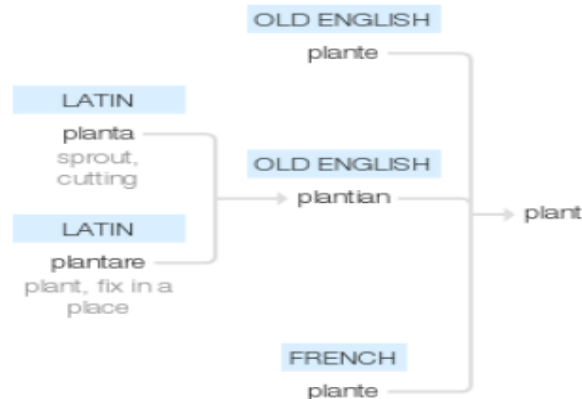 OLD ENGLISH
plante
LATIN
planta
sprout,
cutting
OLD ENGLISH
plantian
plant
LATIN
plantare
plant, fix in a
place
FRENCH
plante